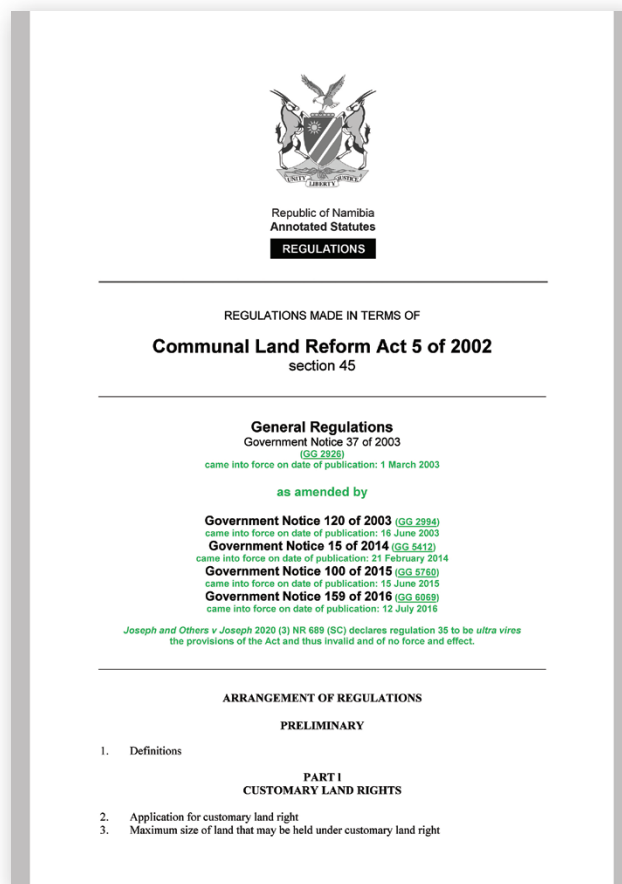 UNITY LIBERTY JUSTICE
Republic of Namibia
Annotated Statutes
REGULATIONS
REGULATIONS MADE IN TERMS OF
Communal Land Reform Act 5 of 2002
section 45
General Regulations
Government Notice 37 of 2003
(GG 2926)
came into force on date of publication: 1 March 2003
as amended by
Government Notice 120 of 2003 (GG 2994)
came into force on date of publication: 16 June 2003
Government Notice 15 of 2014 (GG 5412)
came into force on date of publication: 21 February 2014
Government Notice 100 of 2015 (GG 5760)
came into force on date of publication: 15 June 2015
Government Notice 159 of 2016 (GG 6069)
came into force on date of publication: 12 July 2016
Joseph and Others v Joseph 2020 (3) NR 689 (SC) declares regulation 35 to be ultra vires
the provisions of the Act and thus invalid and of no force and effect.
ARRANGEMENT OF REGULATIONS
PRELIMINARY
1. Definitions
PART I
CUSTOMARY LAND RIGHTS
2. Application for customary land right
3. Maximum size of land that may be held under customary land right